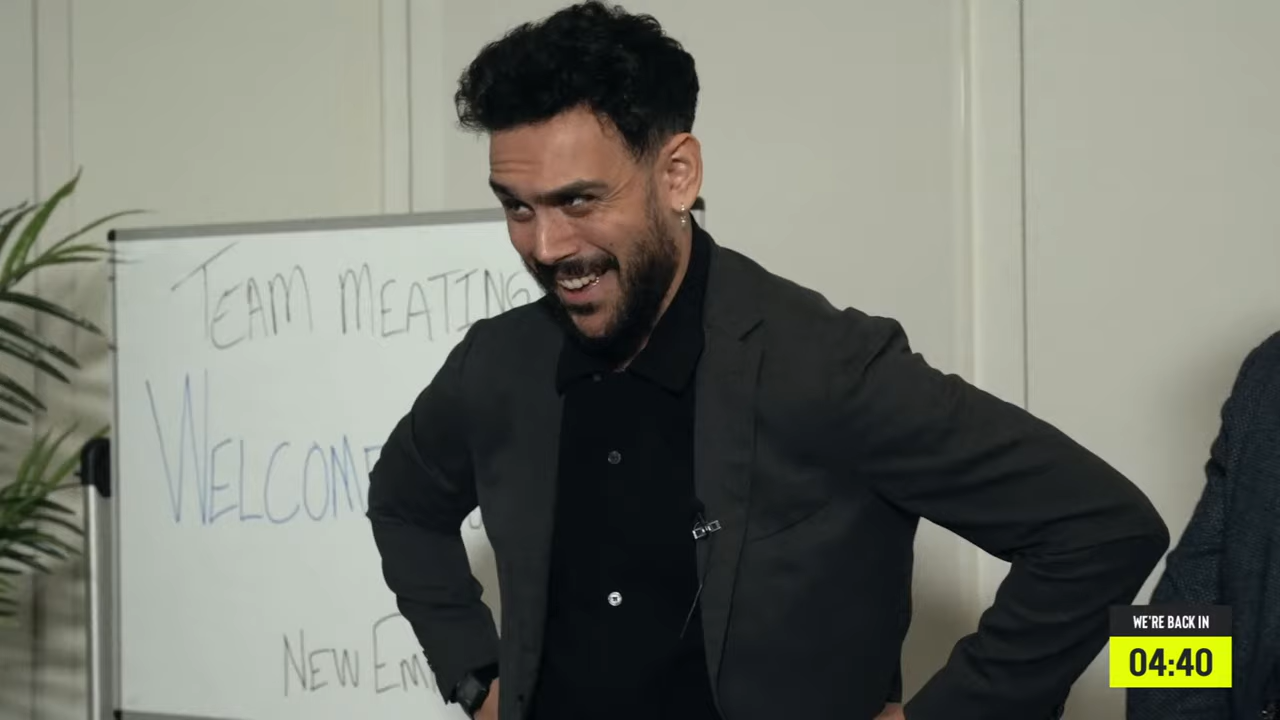 TEAM MEATING
WELCOME
NEW EM
WE'RE BACK IN
04:40